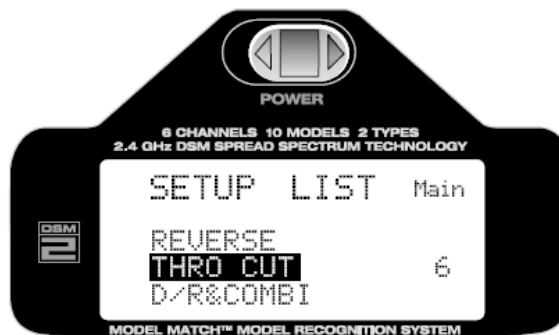 POWER
6 CHANNELS 10 MODELS 2 TYPES
2.4 GHz DSM SPREAD SPECTRUM TECHNOLOGY
SETUP LIST Main
DSM
2
REVERSE
THRO CUT 6
D/R&COMBI
MODEL MATCH™ MODEL RECOGNITION SYSTEM